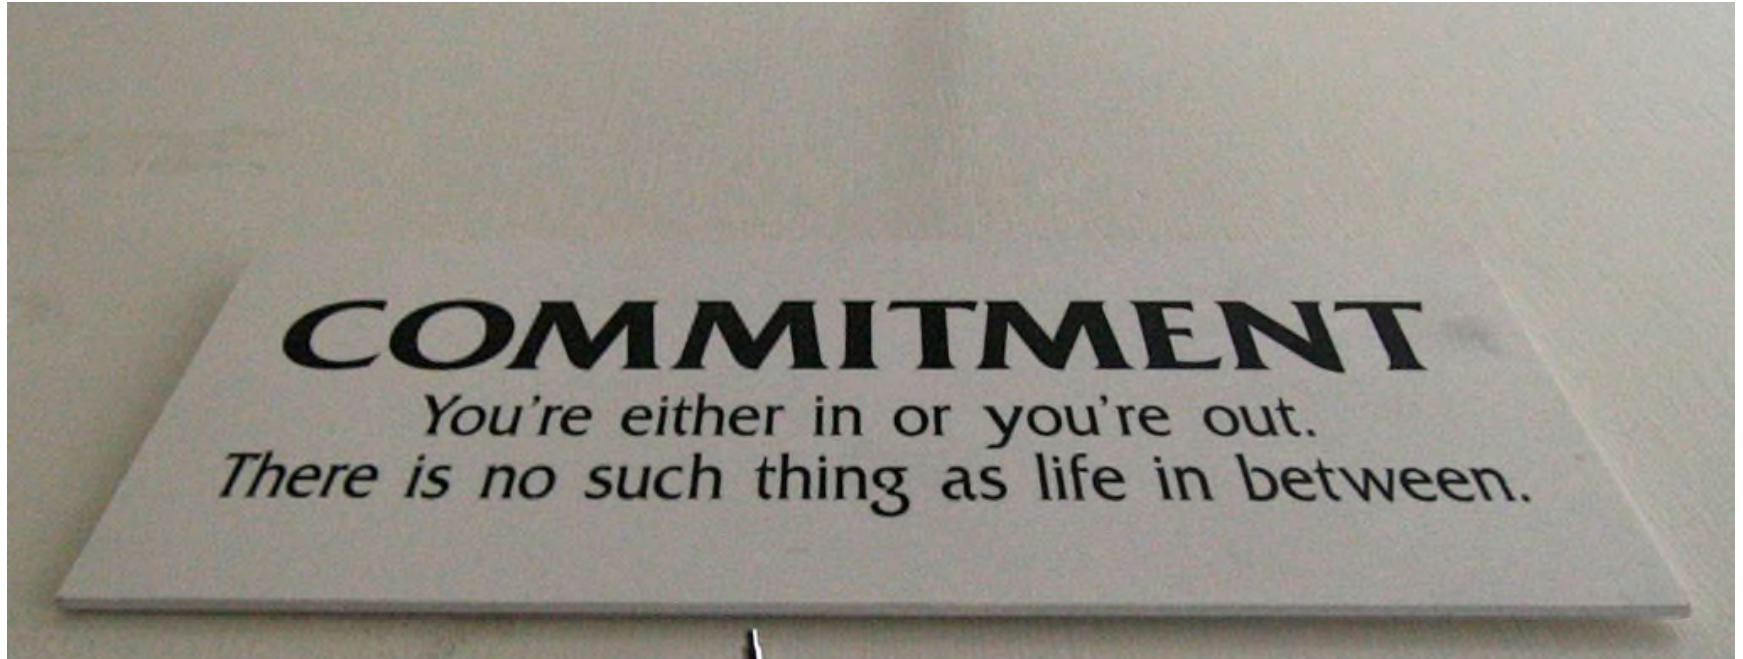 COMMITMENT
You're either in or you're out.
There is no such thing as life in between.